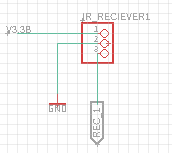 IR_RECIEVER1
V3.3B
1
2
3
GND
REC_1